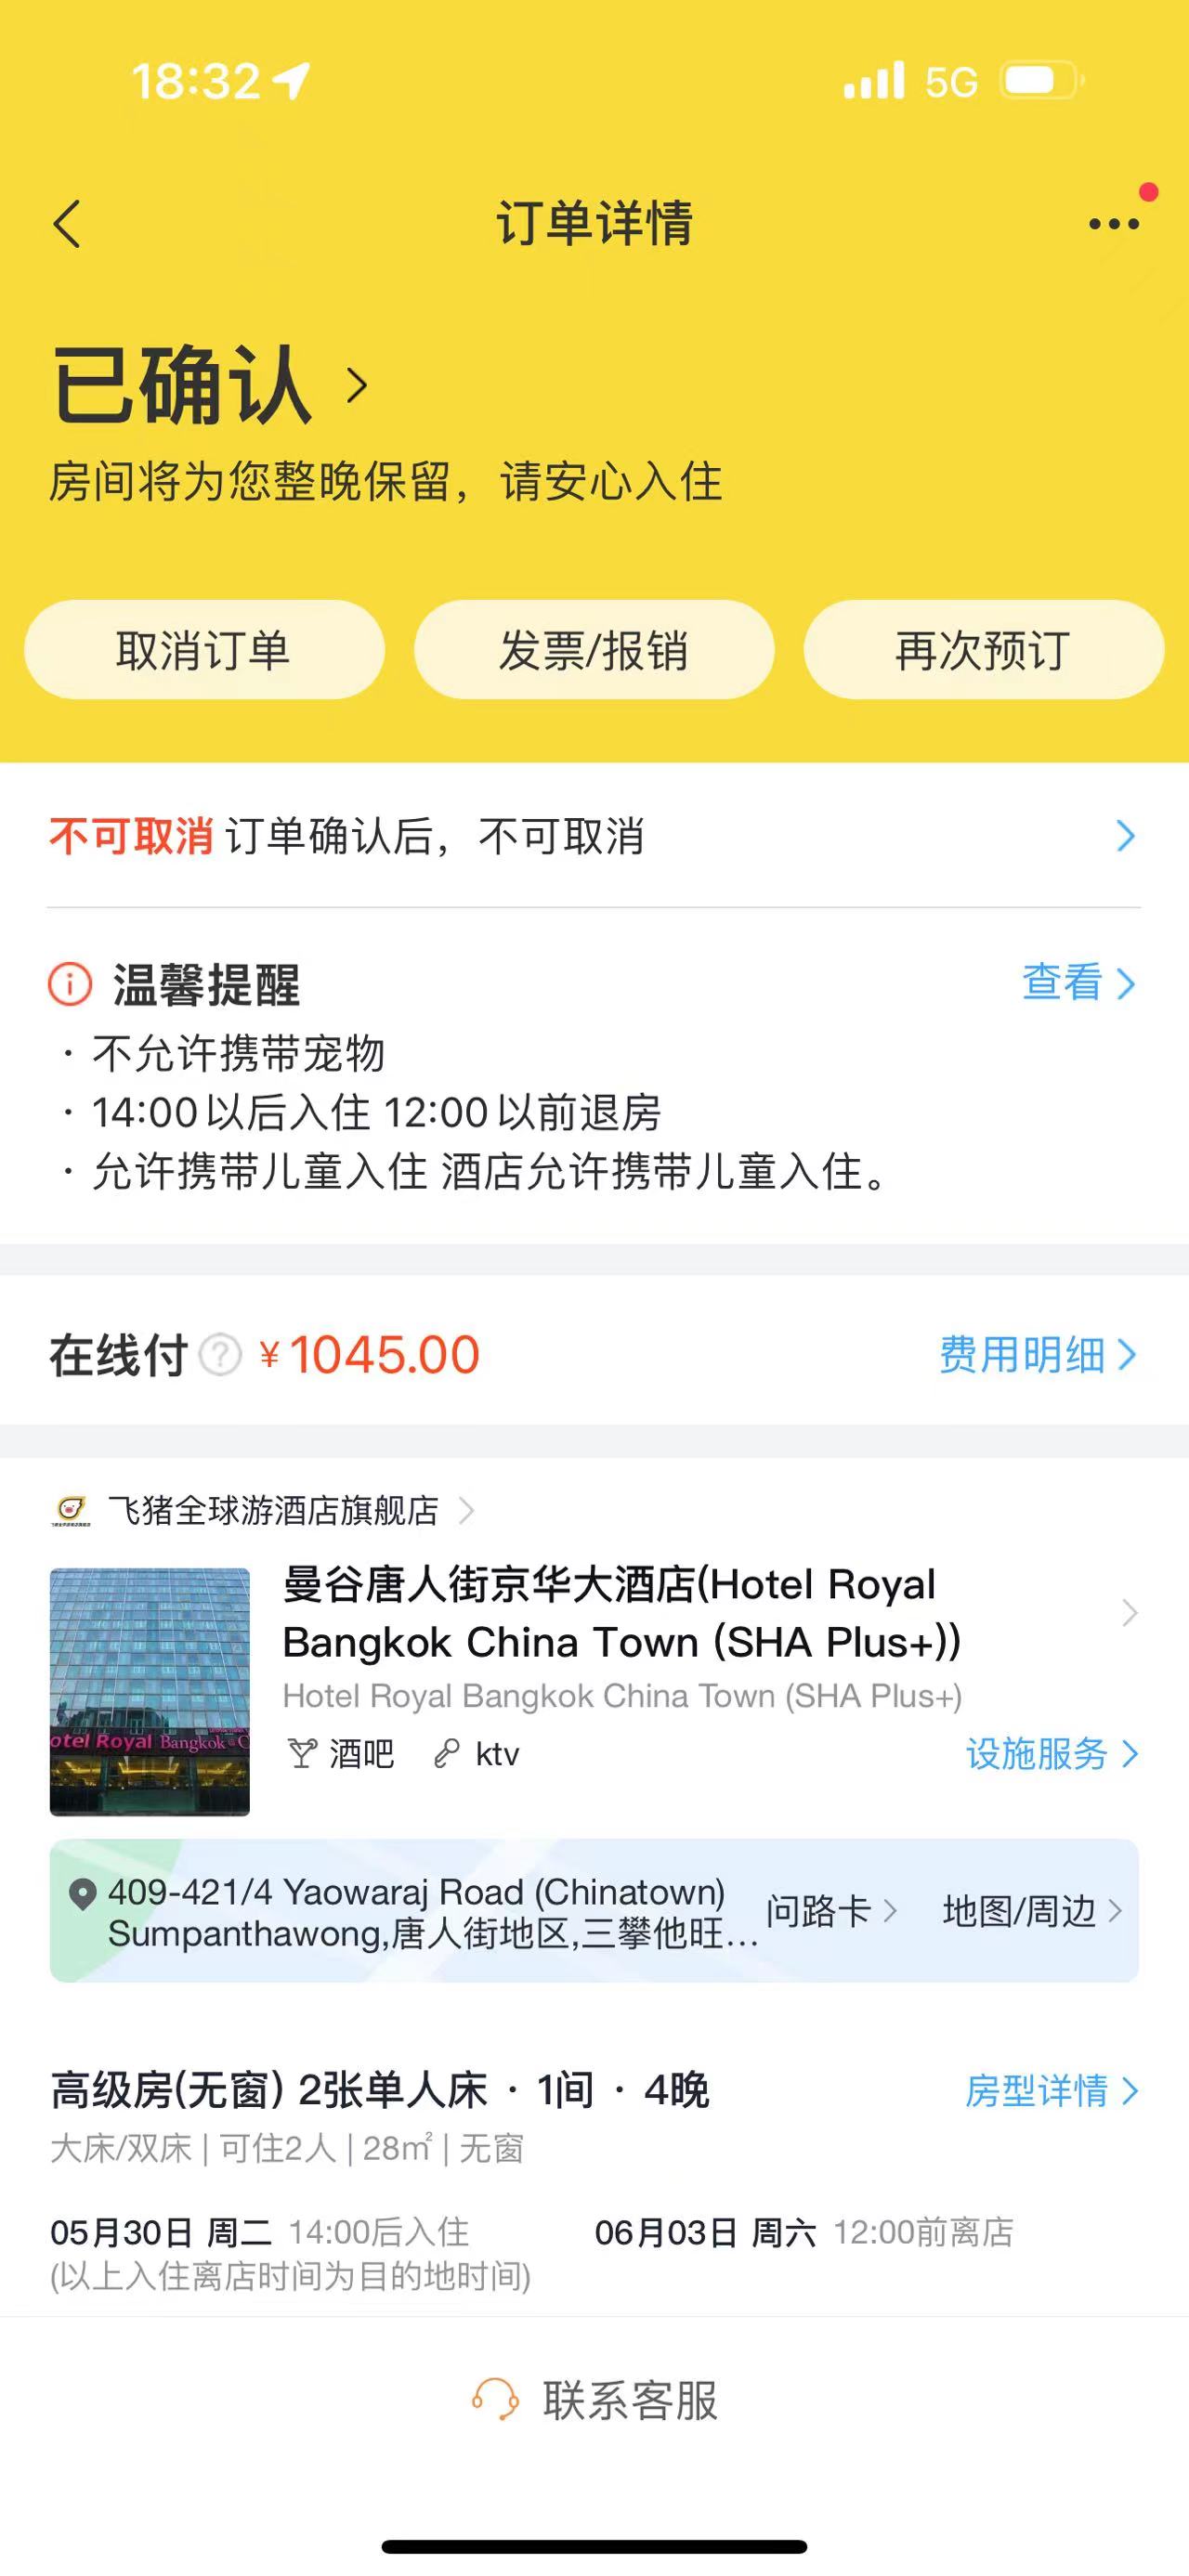 18:32
5G
订单详情
已确认
房间将为您整晚保留，请安心入住
取消订单
发票/报销
再次预订
不可取消 订单确认后，不可取消
温馨提醒
查看
· 不允许携带宠物
· 14:00以后入住 12:00以前退房
· 允许携带儿童入住 酒店允许携带儿童入住。
在线付 ? ¥1045.00
费用明细
飞猪全球游酒店旗舰店
曼谷唐人街京华大酒店(Hotel Royal
Bangkok China Town (SHA Plus+))
Hotel Royal Bangkok China Town (SHA Plus+)
otel Royal Bangkok
酒吧
ktv
设施服务
409-421/4 Yaowaraj Road (Chinatown)
Sumpanthawong,唐人街地区,三攀他旺...
问路卡
地图/周边
高级房(无窗) 2张单人床 · 1间 · 4晚
房型详情
大床/双床 | 可住2人 | 28㎡ | 无窗
05月30日 周二 14:00后入住
06月03日 周六 12:00前离店
(以上入住离店时间为目的地时间)
联系客服